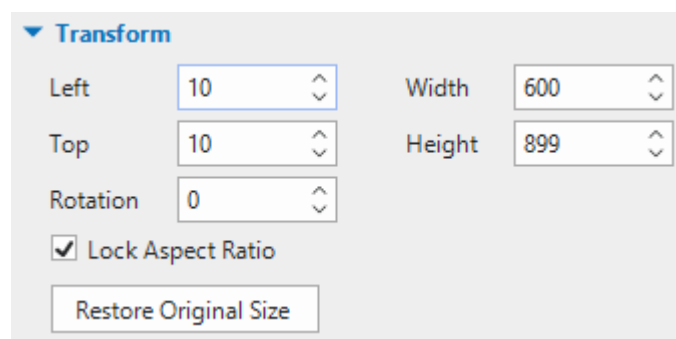 Transform
Left 10 Width 600
Top 10 Height 899
Rotation 0
Lock Aspect Ratio
Restore Original Size